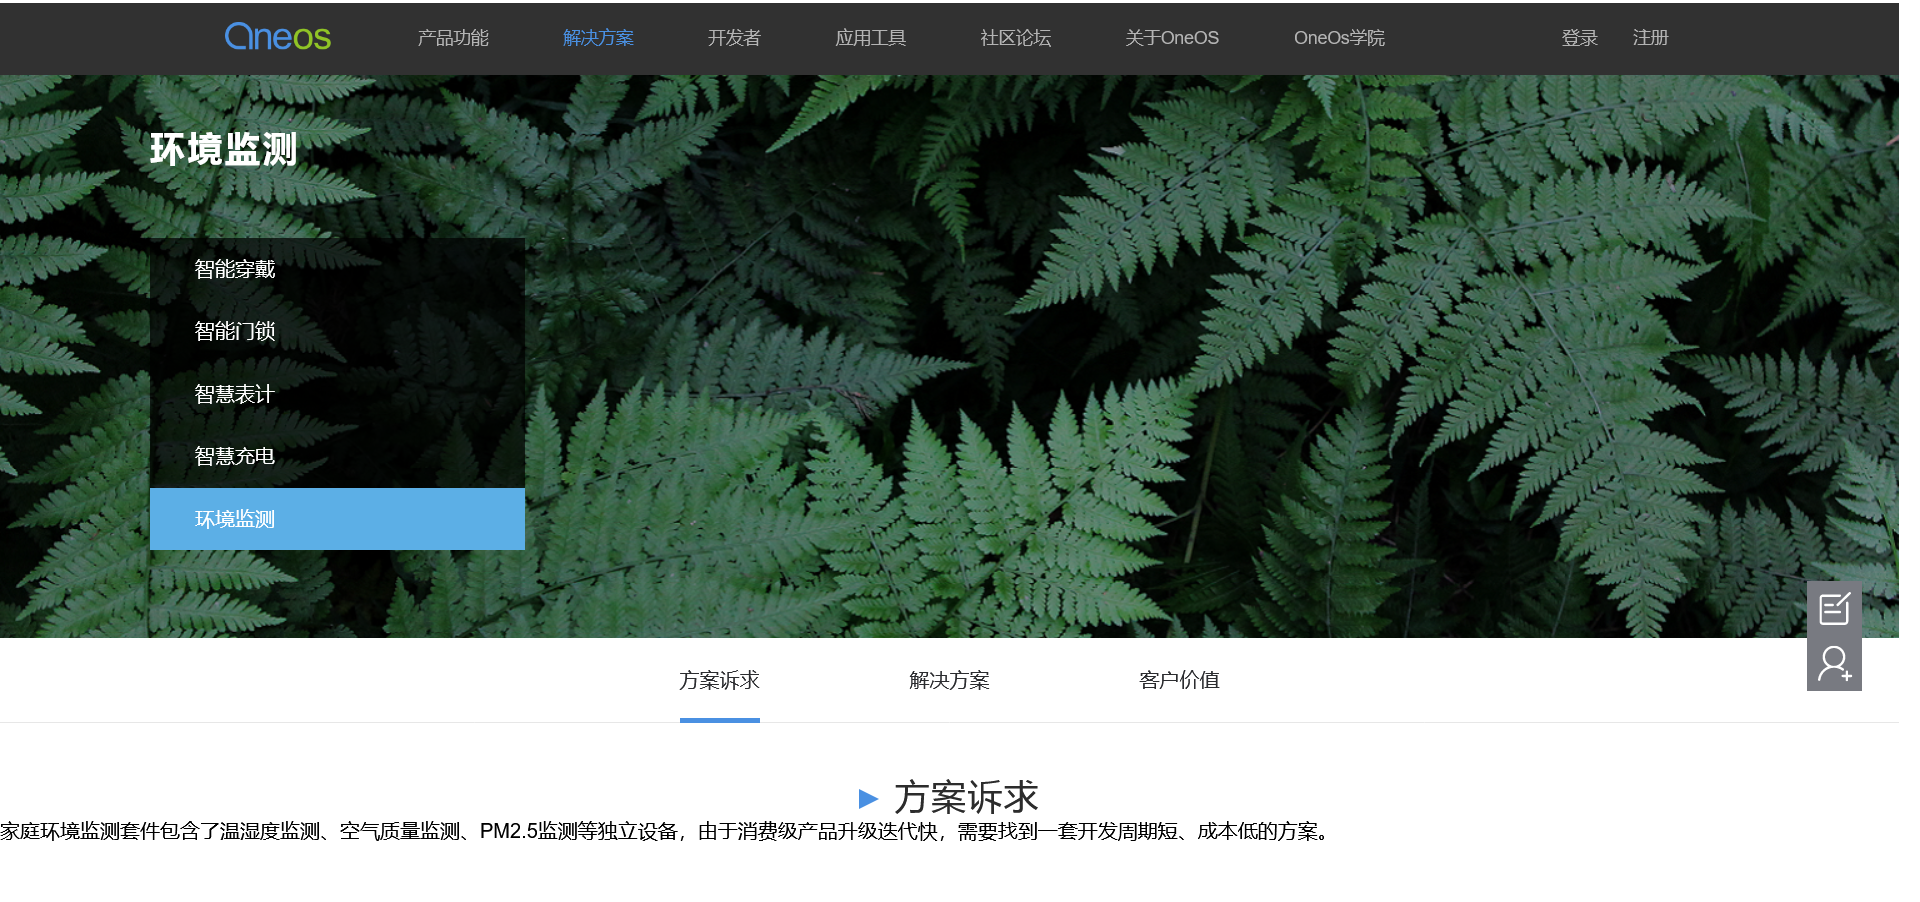 Oneos 产品功能 解决方案 开发者 应用工具 社区论坛 关于OneOS OneOs学院 登录 注册
环境监测
智能穿戴
智能门锁
智慧表计
智慧充电
环境监测
方案诉求 解决方案 客户价值
方案诉求
家庭环境监测套件包含了温湿度监测、空气质量监测、PM2.5监测等独立设备，由于消费级产品升级迭代快，需要找到一套开发周期短、成本低的方案。